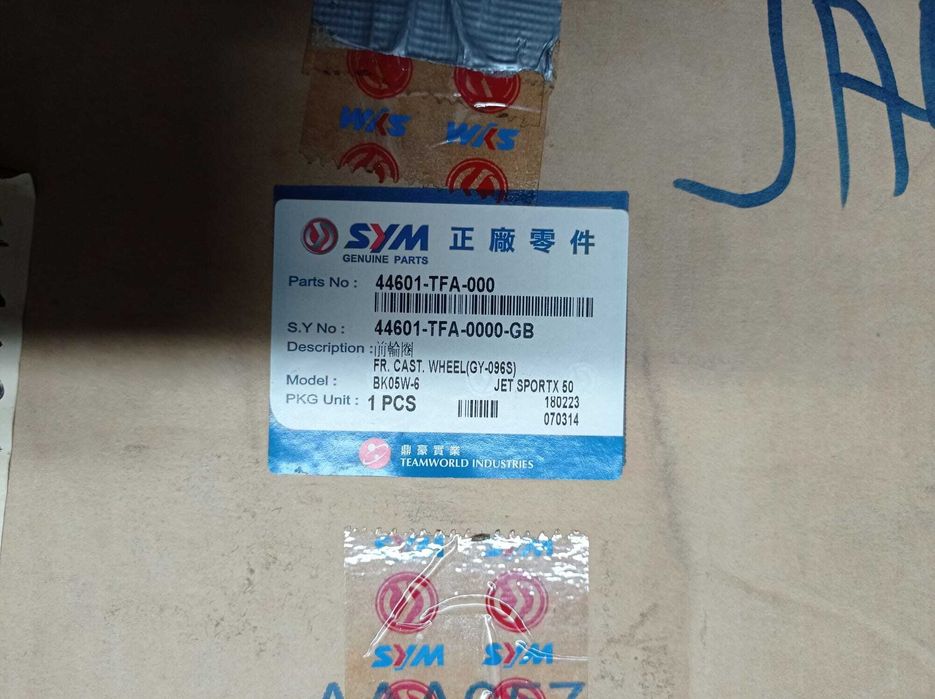 WKS WKS
SYM 正廠零件
GENUINE PARTS
Parts No : 44601-TFA-000
S.Y No : 44601-TFA-0000-GB
Description : 前輪圈
FR. CAST. WHEEL(GY-096S)
Model : BK05W-6 JET SPORTX 50
PKG Unit : 1 PCS 180223
070314
鼎豪實業
TEAMWORLD INDUSTRIES
SYM SYM
SYM SYM